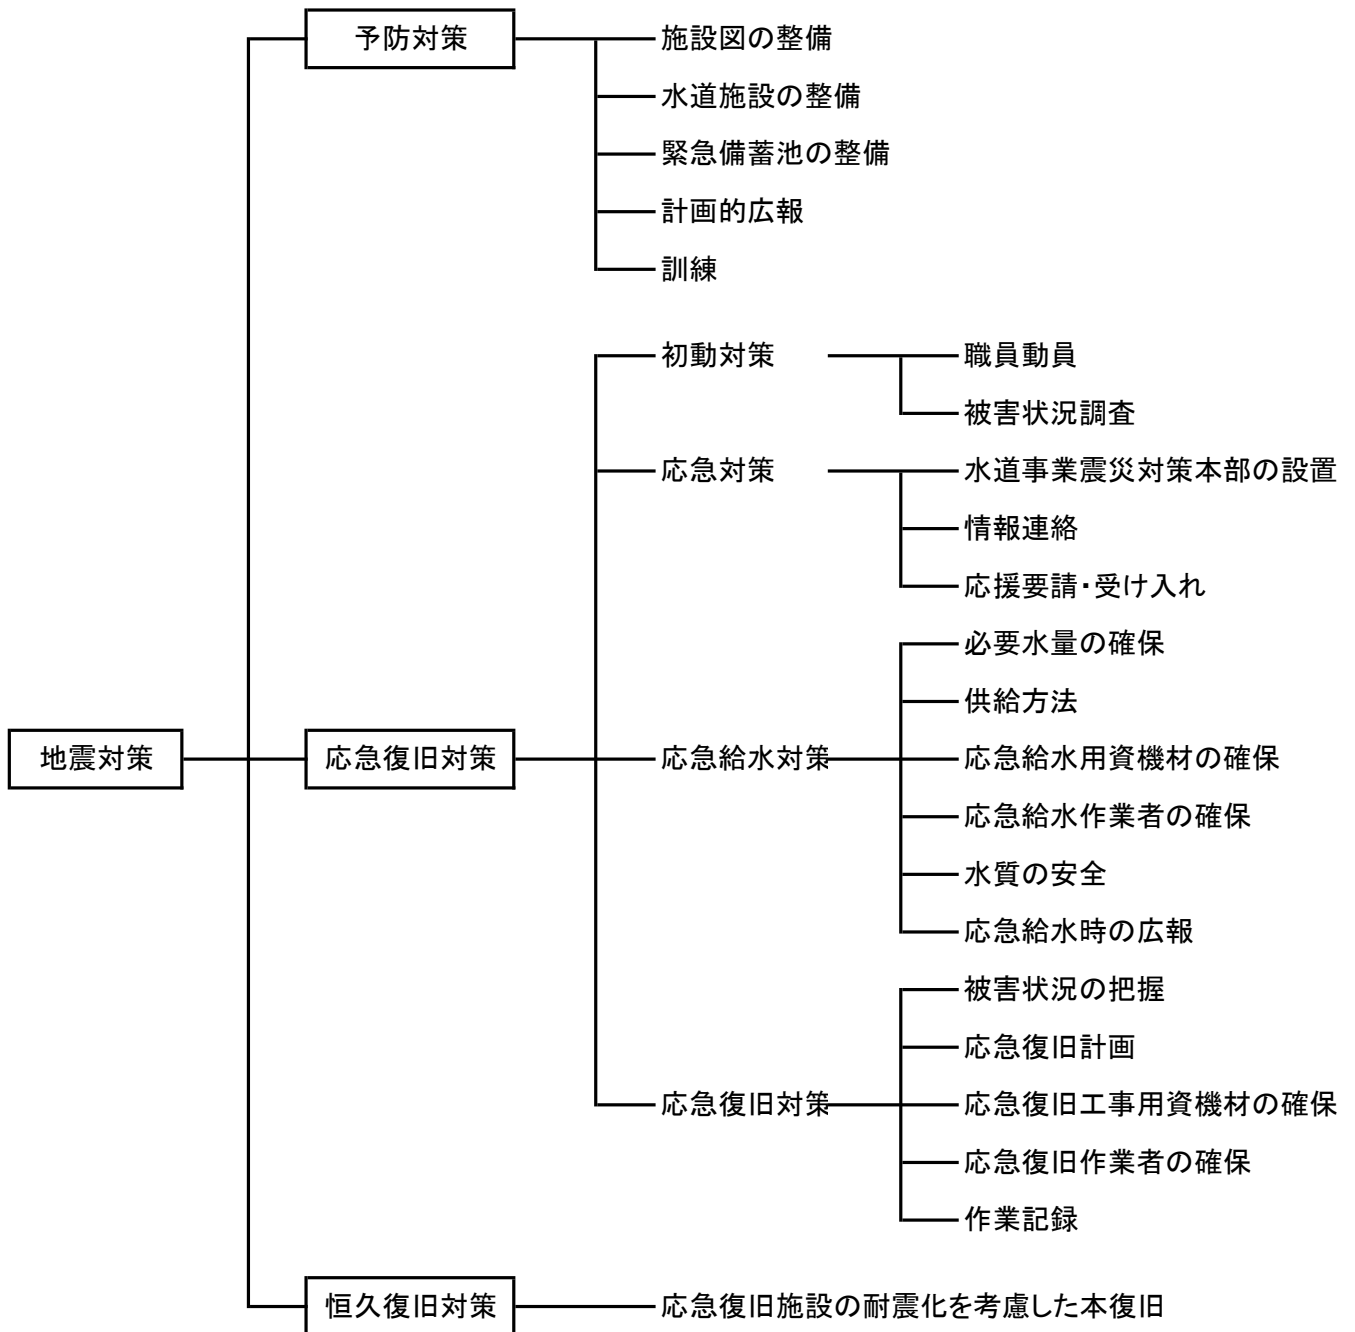 予防対策
施設図の整備
水道施設の整備
緊急備蓄池の整備
計画的広報
訓練
初動対策
職員動員
被害状況調査
応急対策
水道事業震災対策本部の設置
情報連絡
応援要請・受け入れ
必要水量の確保
供給方法
地震対策
応急復旧対策
応急給水対策
応急給水用資機材の確保
応急給水作業者の確保
水質の安全
応急給水時の広報
被害状況の把握
応急復旧計画
応急復旧対策
応急復旧工事用資機材の確保
応急復旧作業者の確保
作業記録
恒久復旧対策
応急復旧施設の耐震化を考慮した本復旧